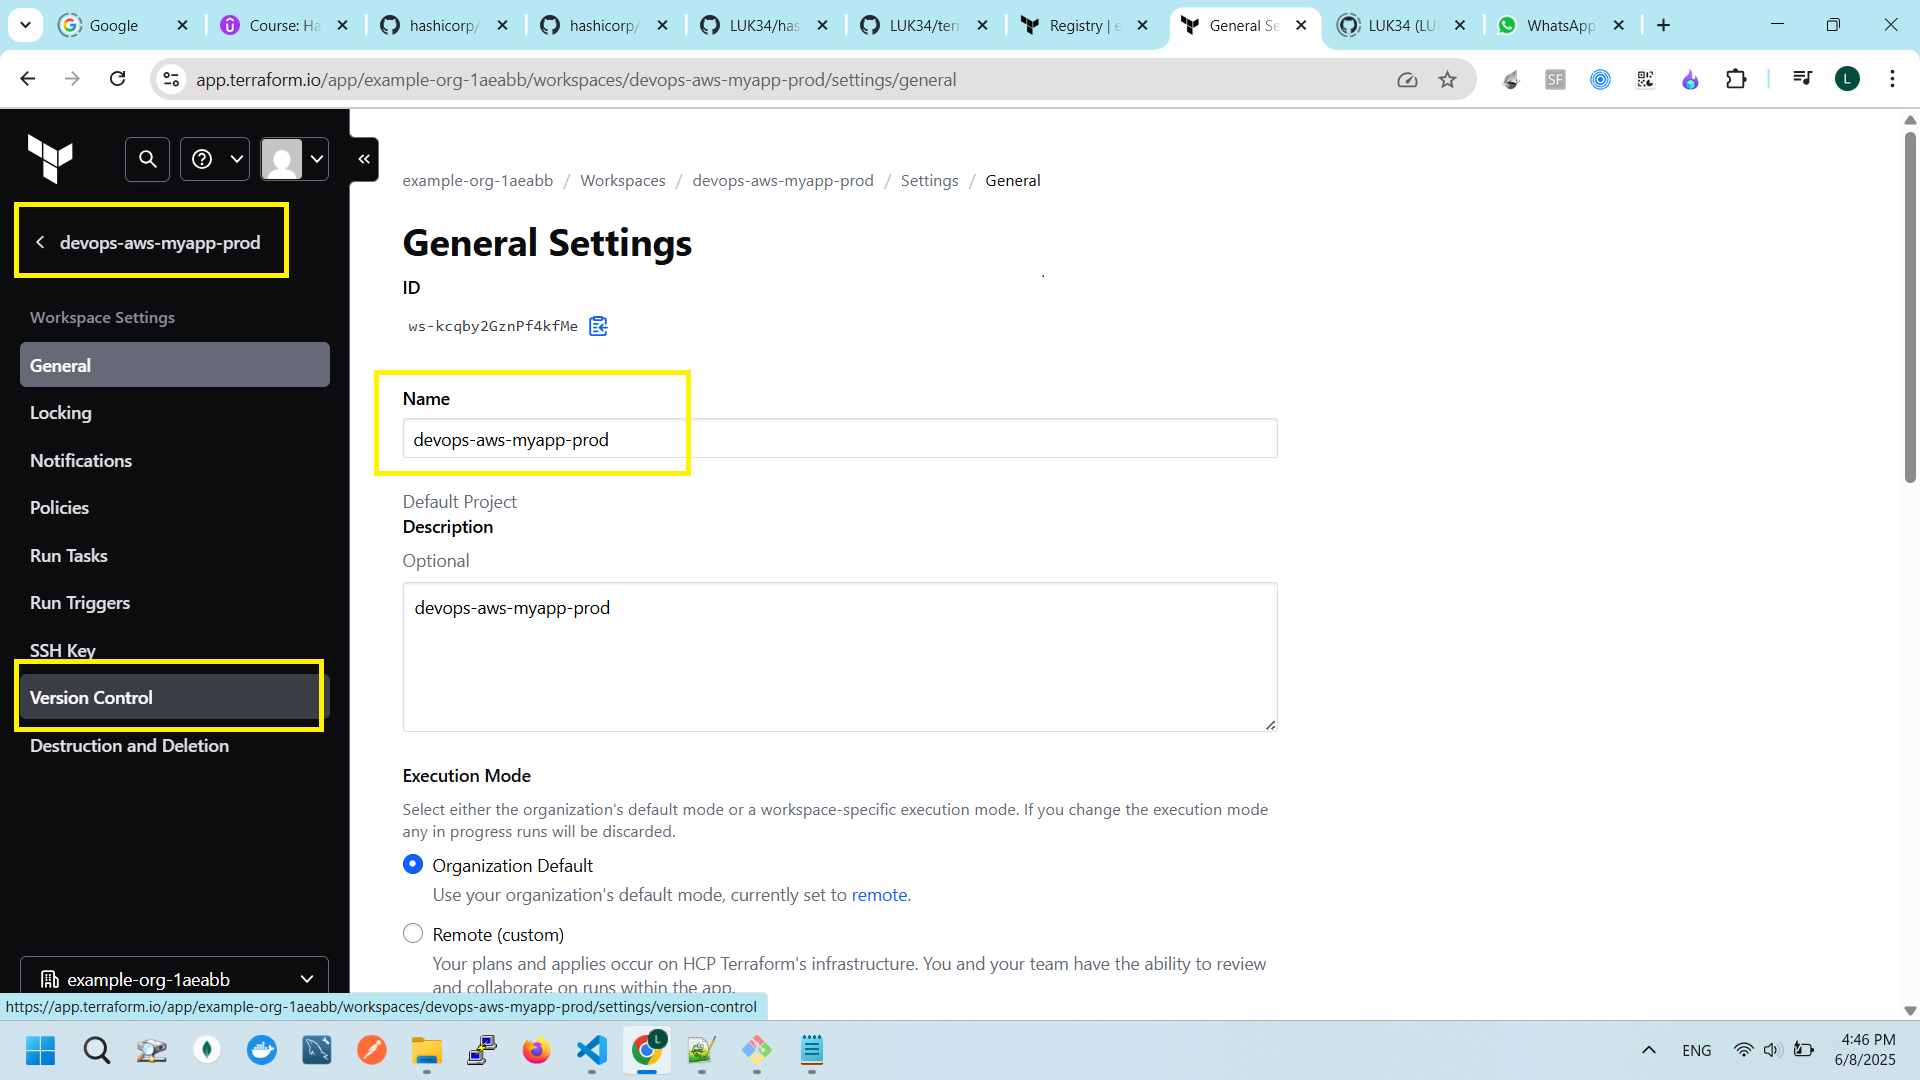 Google
Course: Ha
hashicorp/
hashicorp/
LUK34/has
LUK34/terr
Registry | e
General Se
LUK34 (LU
WhatsApp
app.terraform.io/app/example-org-1aeabb/workspaces/devops-aws-myapp-prod/settings/general
SF
L
devops-aws-myapp-prod
Workspace Settings
General
Locking
Notifications
Policies
Run Tasks
Run Triggers
SSH Key
Version Control
Destruction and Deletion
example-org-1aeabb
example-org-1aeabb / Workspaces / devops-aws-myapp-prod / Settings / General
General Settings
ID
ws-kcqby2GznPf4kfMe
Name
devops-aws-myapp-prod
Default Project
Description
Optional
devops-aws-myapp-prod
Execution Mode
Select either the organization's default mode or a workspace-specific execution mode. If you change the execution mode
any in progress runs will be discarded.
Organization Default
Use your organization's default mode, currently set to remote.
Remote (custom)
Your plans and applies occur on HCP Terraform's infrastructure. You and your team have the ability to review
and collaborate on runs within the app.
https://app.terraform.io/app/example-org-1aeabb/workspaces/devops-aws-myapp-prod/settings/version-control
L
ENG
4:46 PM
6/8/2025